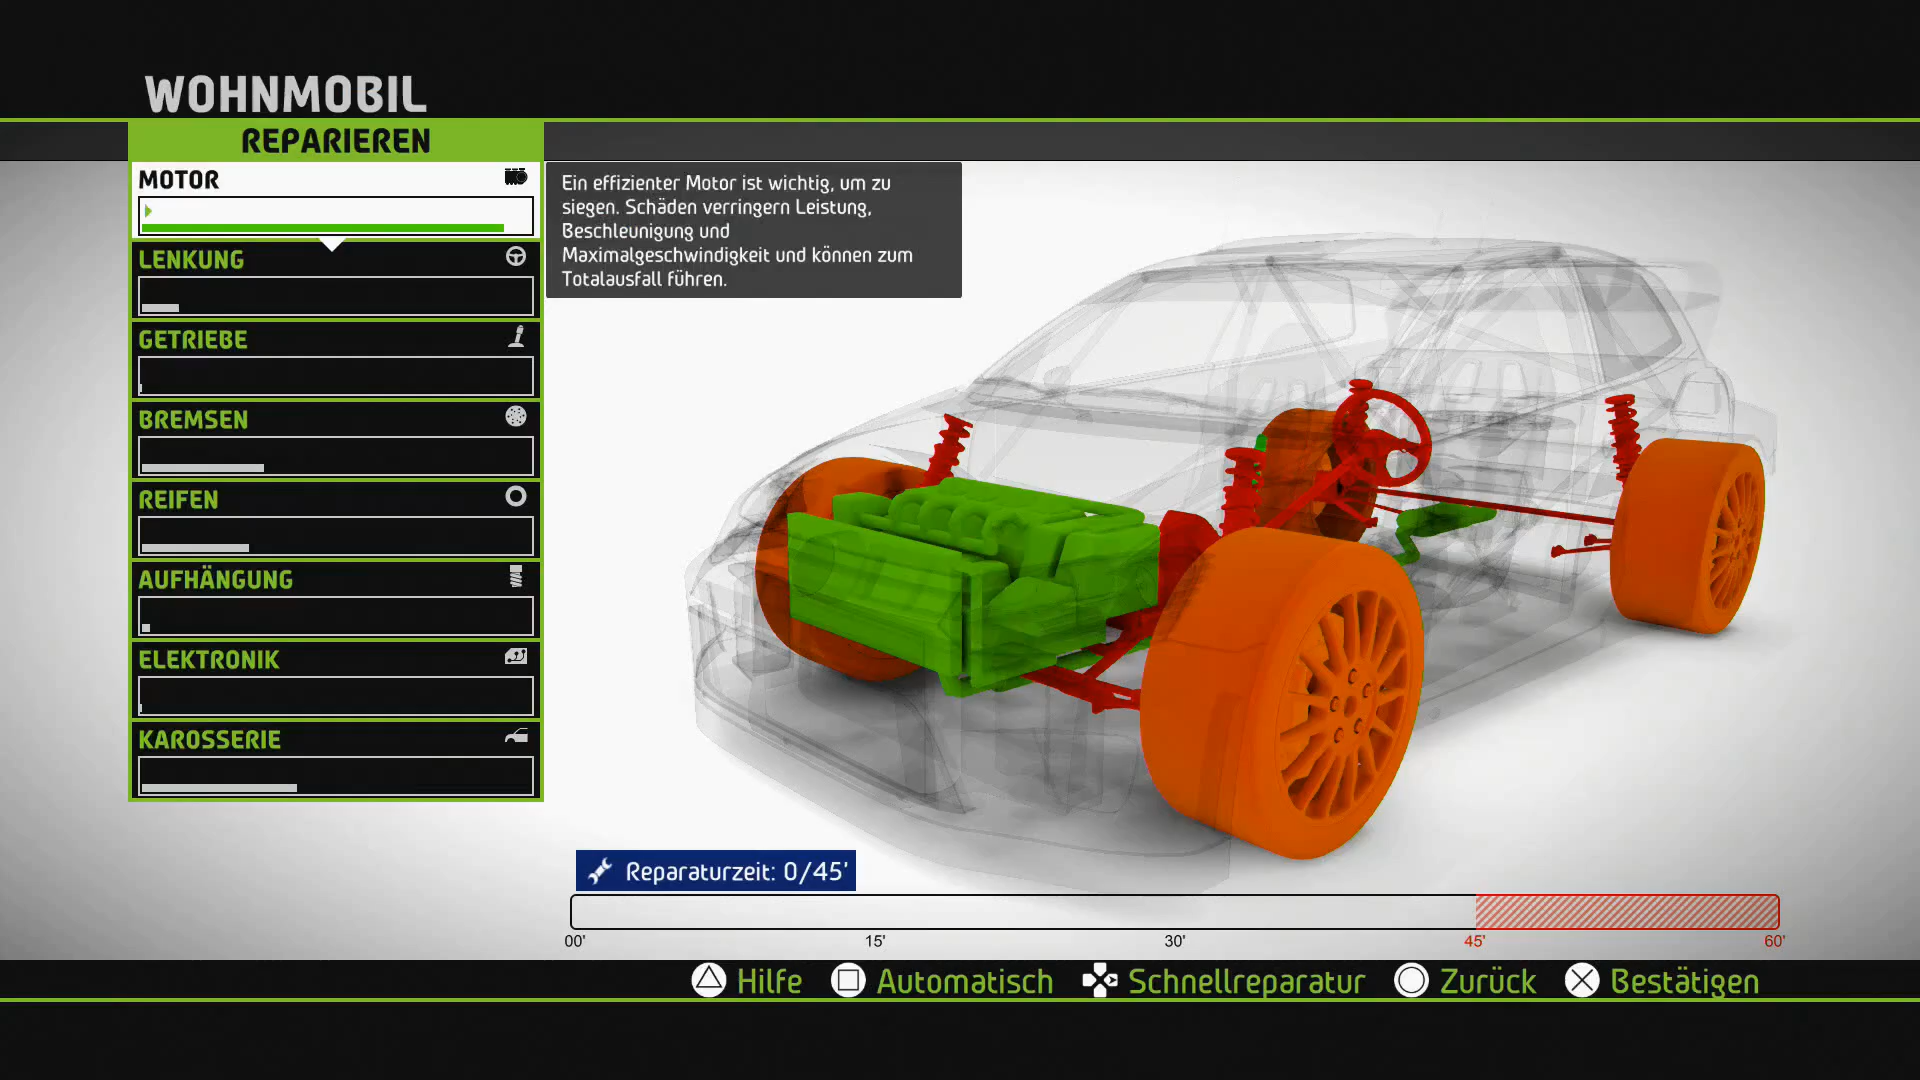 WOHNMOBIL
REPARIEREN
MOTOR
LENKUNG
GETRIEBE
BREMSEN
REIFEN
AUFHÄNGUNG
ELEKTRONIK
KAROSSERIE
Ein effizienter Motor ist wichtig, um zu
siegen. Schäden verringern Leistung,
Beschleunigung und
Maximalgeschwindigkeit und können zum
Totalausfall führen.
Reparaturzeit: 0/45'
00' 15' 30' 45' 60'
Hilfe Automatisch Schnellreparatur Zurück Bestätigen